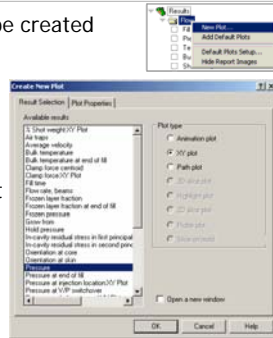 be created
Results
Flow
Fill
New Plot...
Add Default Plots
Default Plots Setup...
Hide Report Images
t
Create New Plot
Result Selection
Plot Properties
Available results
% Shot weight:XY Plot
Air traps
Average velocity
Bulk temperature
Bulk temperature at end of fill
Clamp force centroid
Clamp force:XY Plot
Fill time
Flow rate, beams
Frozen layer fraction
Frozen layer fraction at end of fill
Frozen pressure
Grow from
Hold pressure
In-cavity residual stress in first principal
In-cavity residual stress in second princ
Orientation at core
Orientation at skin
Pressure
Pressure at end of fill
Pressure at injection location:XY Plot
Pressure at V/P switchover
Plot type
Animation plot
XY plot
Path plot
Highlight plot
Probe plot
Open a new window
OK
Cancel
Help